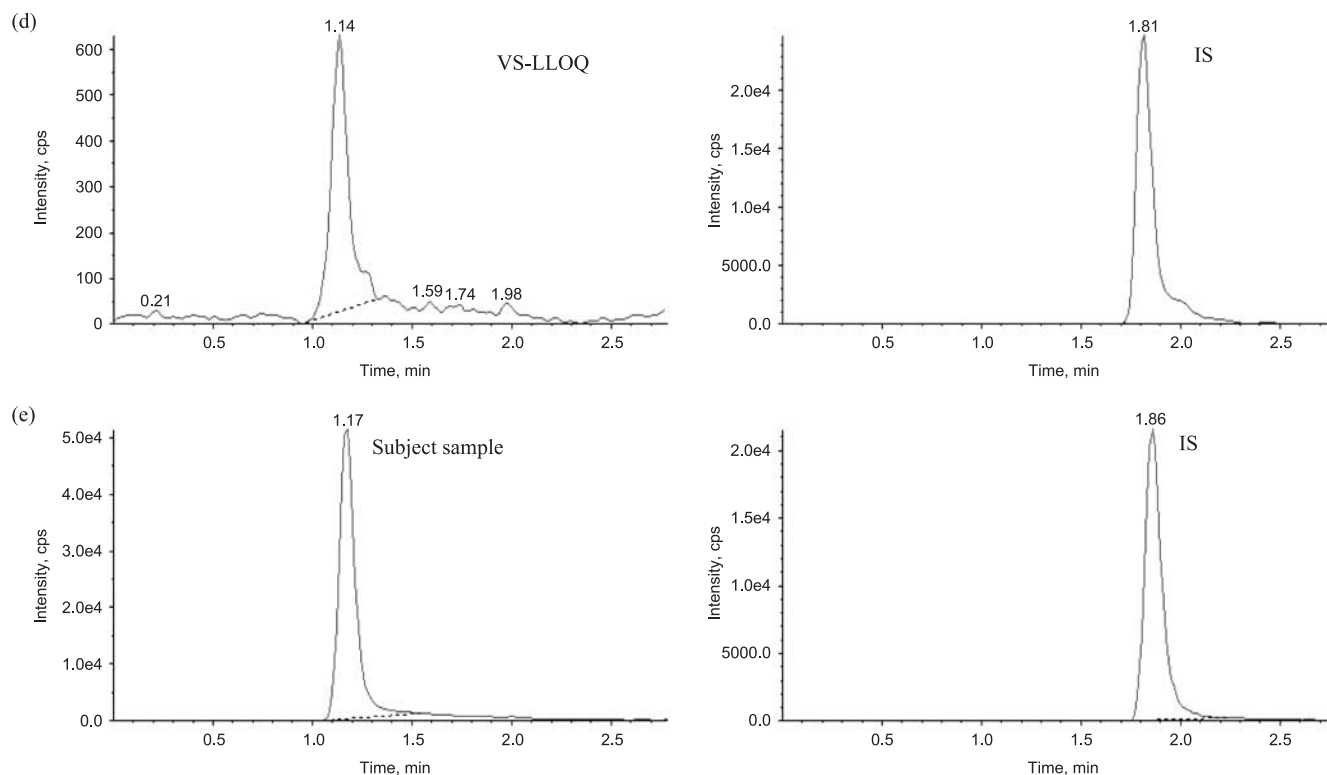 (d)
1.14
VS-LLOQ
600
500
400
300
200
100
0
Intensity, cps
0.21
1.59
1.74
1.98
0.5
1.0
1.5
2.0
2.5
Time, min
1.81
IS
2.0e4
1.5e4
1.0e4
5000.0
0.0
Intensity, cps
0.5
1.0
1.5
2.0
2.5
Time, min
(e)
1.17
Subject sample
5.0e4
4.0e4
3.0e4
2.0e4
1.0e4
0.0
Intensity, cps
0.5
1.0
1.5
2.0
2.5
Time, min
1.86
IS
2.0e4
1.5e4
1.0e4
5000.0
0.0
Intensity, cps
0.5
1.0
1.5
2.0
2.5
Time, min